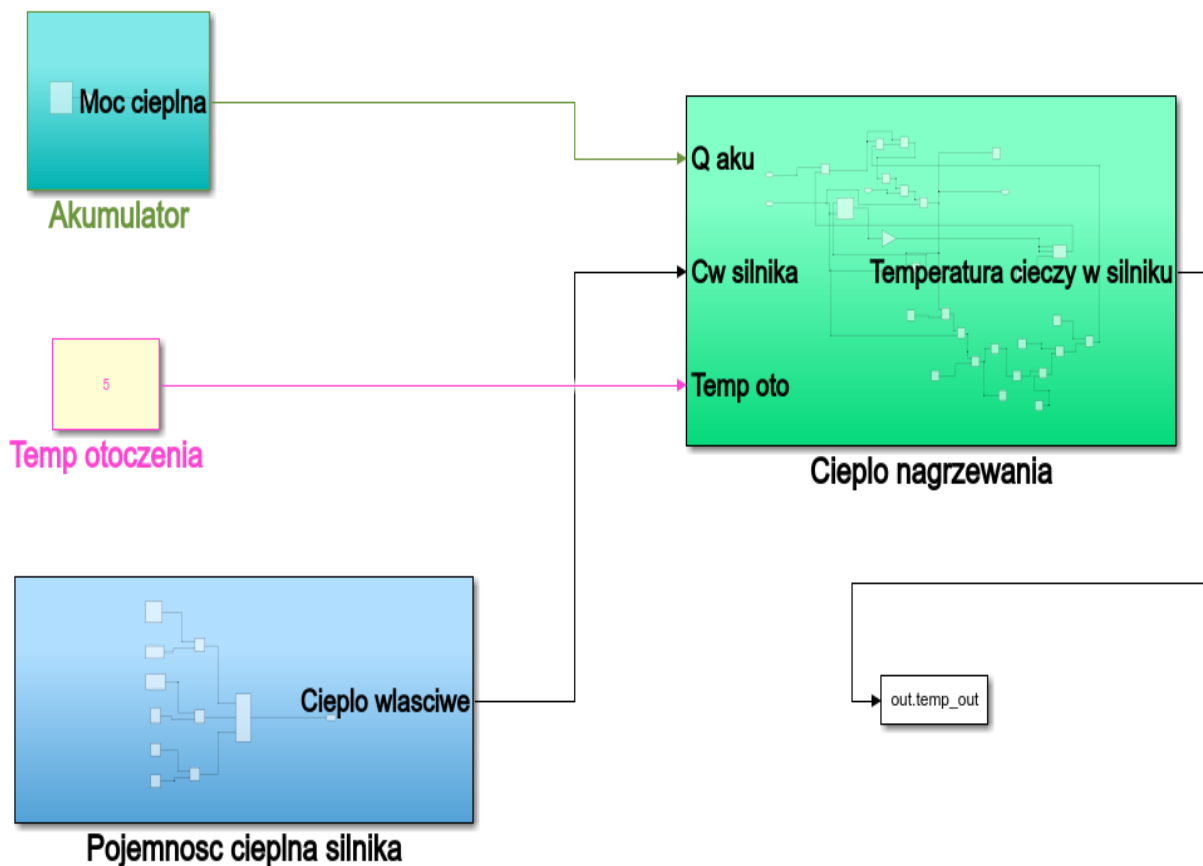 Moc cieplna
Akumulator
Q aku
Cw silnika
Temperatura cieczy w silniku
Temp oto
Cieplo nagrzewania
5
Temp otoczenia
Cieplo wlasciwe
Pojemnosc cieplna silnika
out.temp_out